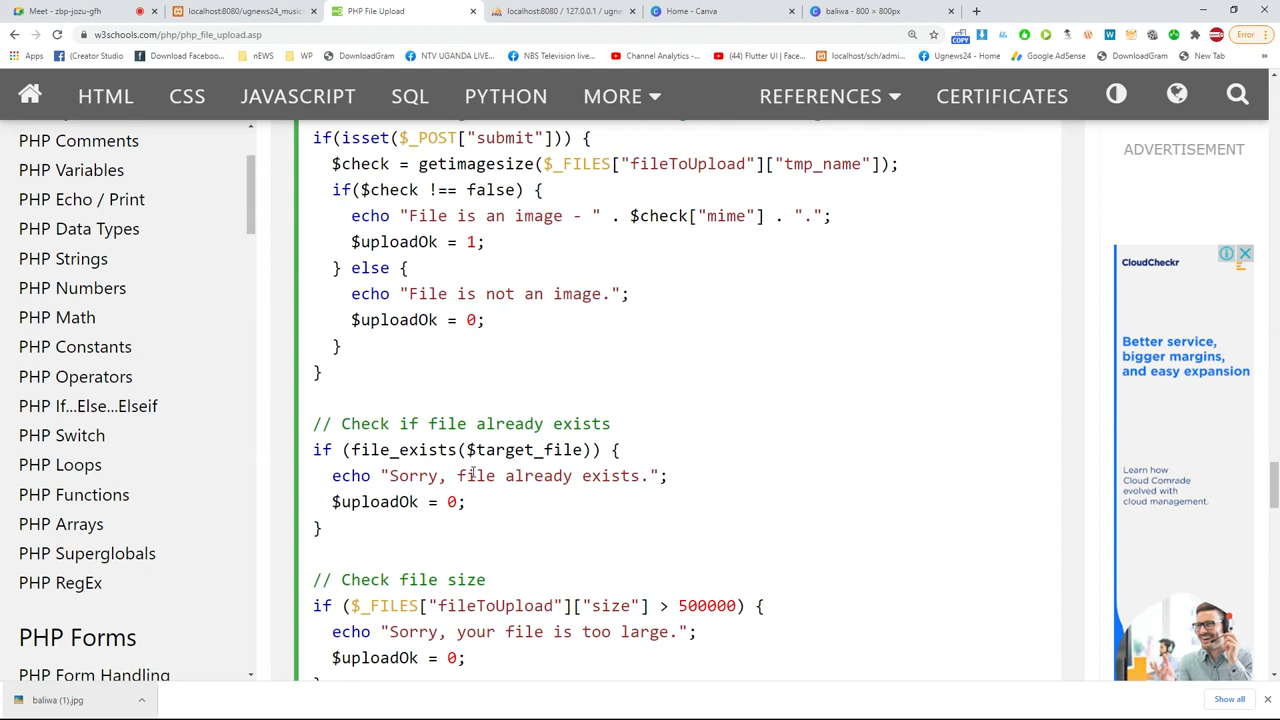 Meet - zbp-jozu-gfh
localhost:8080/ugnews24_music/
PHP File Upload
localhost:8080 / 127.0.0.1 / ugne
Home - Canva
baliwa - 800 × 800px
w3schools.com/php/php_file_upload.asp
COPY
Error
Apps
(Creator Studio
Download Facebook...
nEWS
WP
DownloadGram
NTV UGANDA LIVE...
NBS Television live...
Channel Analytics -...
(44) Flutter UI | Face...
localhost/sch/admi...
Ugnews24 - Home
Google AdSense
DownloadGram
New Tab
HTML
CSS
JAVASCRIPT
SQL
PYTHON
MORE
REFERENCES
CERTIFICATES
PHP Comments
PHP Variables
PHP Echo / Print
PHP Data Types
PHP Strings
PHP Numbers
PHP Math
PHP Constants
PHP Operators
PHP If...Else...Elseif
PHP Switch
PHP Loops
PHP Functions
PHP Arrays
PHP Superglobals
PHP RegEx
PHP Forms
PHP Form Handling
if(isset($_POST["submit"])) {
$check = getimagesize($_FILES["fileToUpload"]["tmp_name"]);
if($check !== false) {
echo "File is an image - " . $check["mime"] . ".";
$uploadOk = 1;
} else {
echo "File is not an image.";
$uploadOk = 0;
}
}
// Check if file already exists
if (file_exists($target_file)) {
echo "Sorry, file already exists.";
$uploadOk = 0;
}
// Check file size
if ($_FILES["fileToUpload"]["size"] > 500000) {
echo "Sorry, your file is too large.";
$uploadOk = 0;
ADVERTISEMENT
CloudCheckr
Better service,
bigger margins,
and easy expansion
Learn how
Cloud Comrade
evolved with
cloud management.
baliwa (1).jpg
Show all